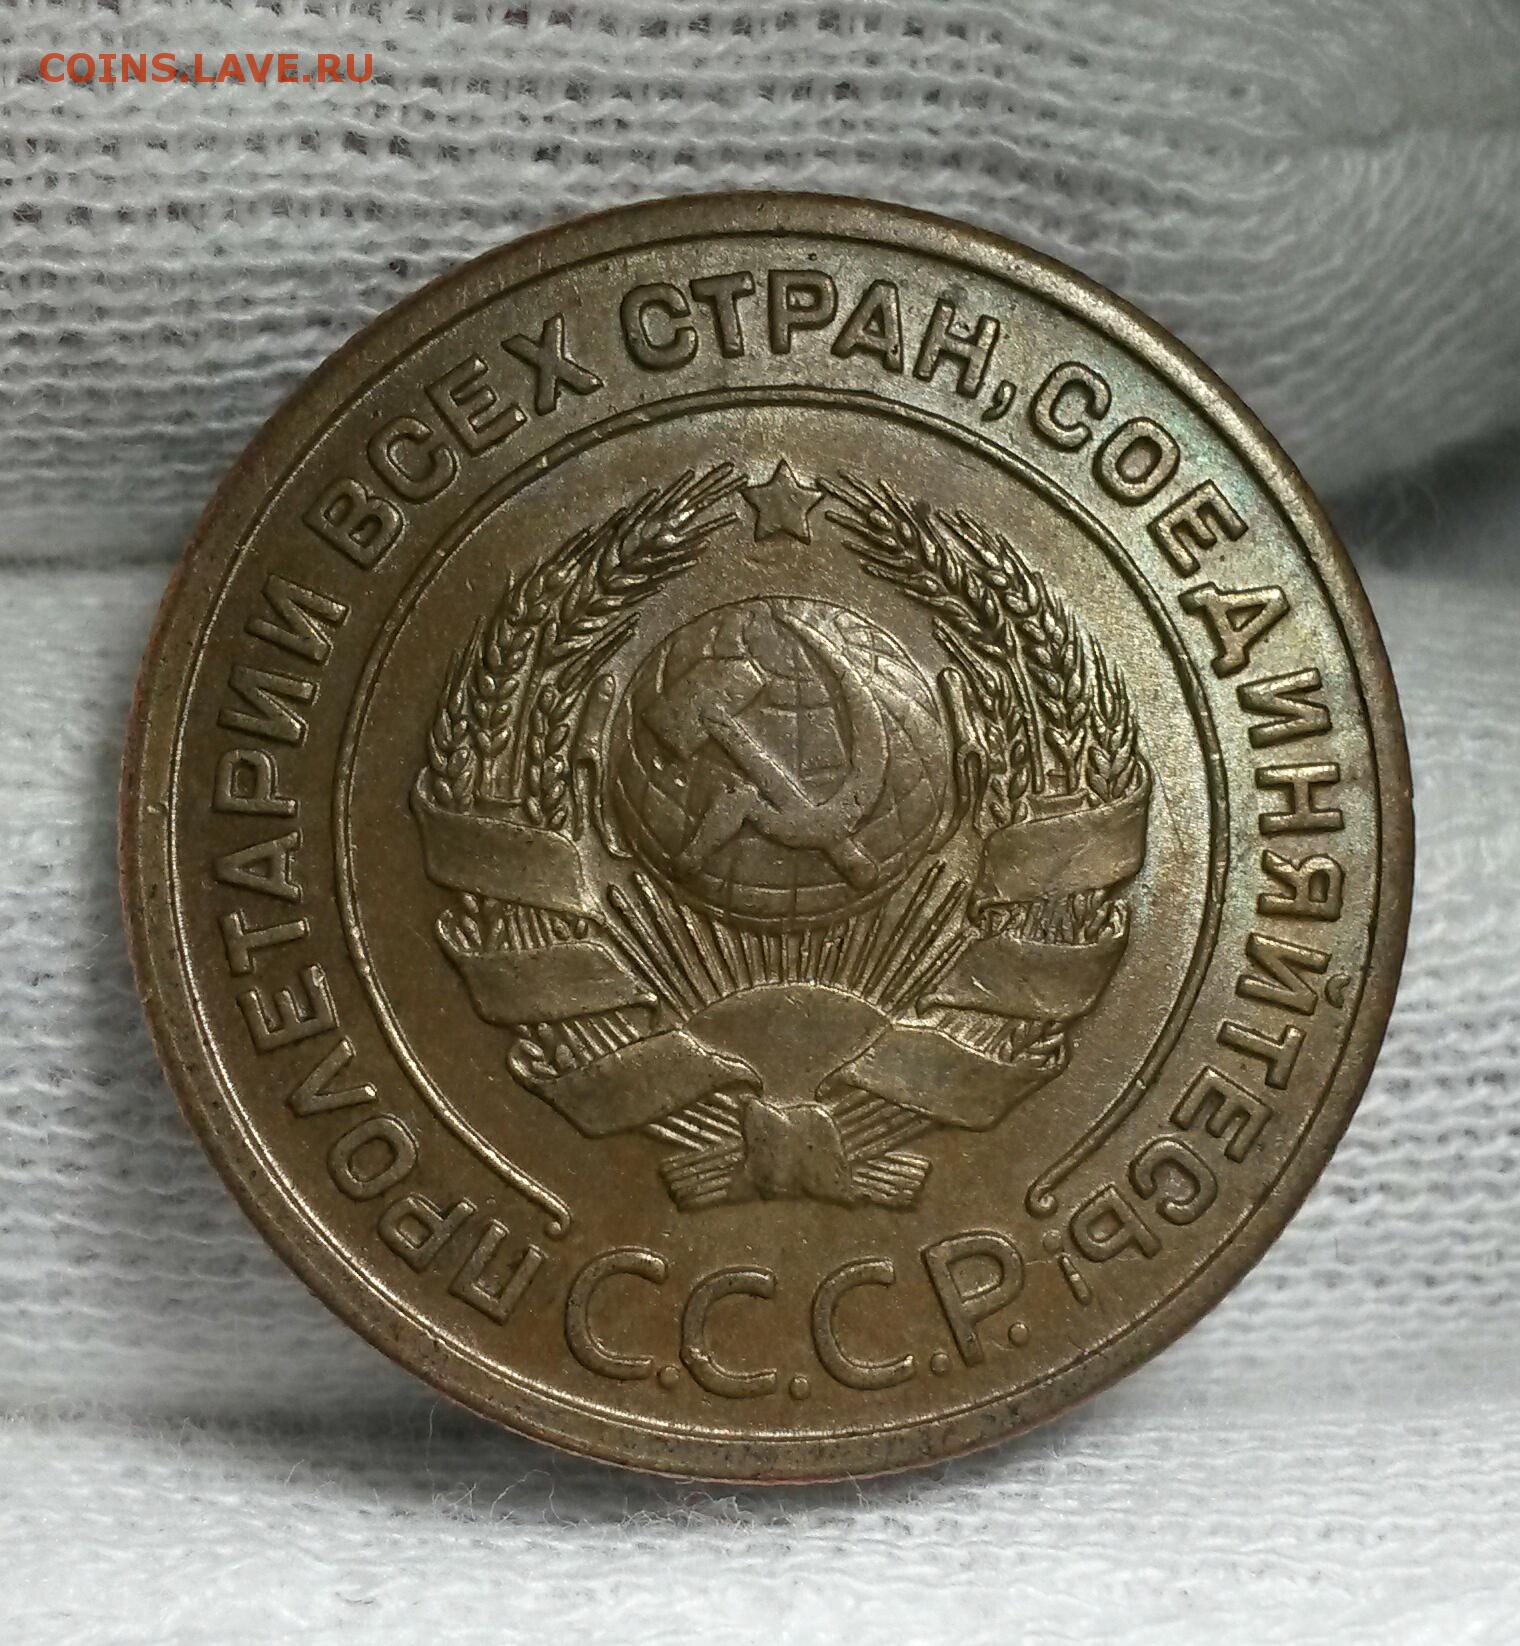 COINS.LAVE.RU
ПРОЛЕТАРИИ ВСЕХ СТРАН, СОЕДИНЯЙТЕСЬ!
С.С.С.Р.